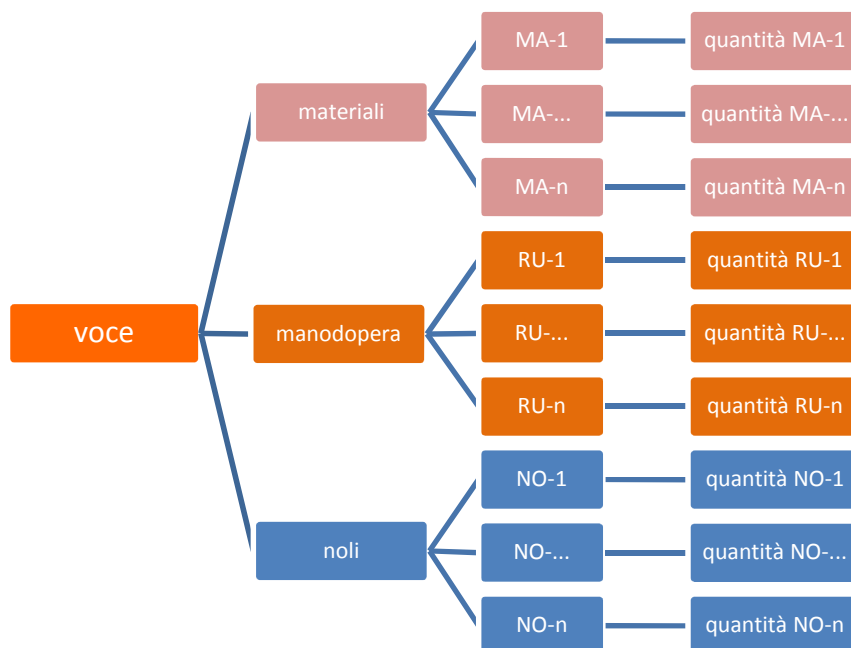 MA-1
quantità MA-1
materiali
MA-...
quantità MA-...
MA-n
quantità MA-n
RU-1
quantità RU-1
voce
manodopera
RU-...
quantità RU-...
RU-n
quantità RU-n
NO-1
quantità NO-1
noli
NO-...
quantità NO-...
NO-n
quantità NO-n